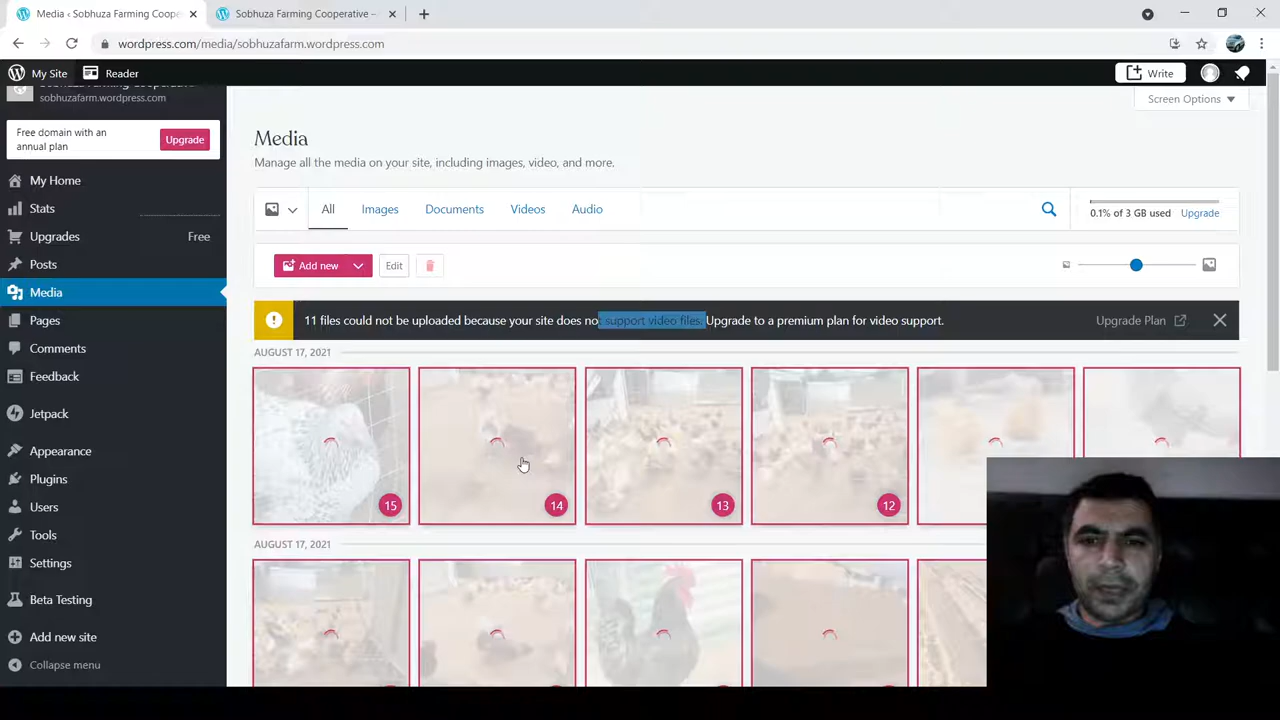 Media ‹ Sobhuza Farming Coope
Sobhuza Farming Cooperative –
wordpress.com/media/sobhuzafarm.wordpress.com
My Site
Reader
Write
sobhuzafarm.wordpress.com
Screen Options
Free domain with an
annual plan
Upgrade
Media
Manage all the media on your site, including images, video, and more.
My Home
Stats
Upgrades
Free
Posts
Media
Pages
Comments
Feedback
Jetpack
Appearance
Plugins
Users
Tools
Settings
Beta Testing
Add new site
Collapse menu
All
Images
Documents
Videos
Audio
0.1% of 3 GB used
Upgrade
Add new
Edit
11 files could not be uploaded because your site does not support video files. Upgrade to a premium plan for video support.
Upgrade Plan
AUGUST 17, 2021
15
14
13
12
AUGUST 17, 2021